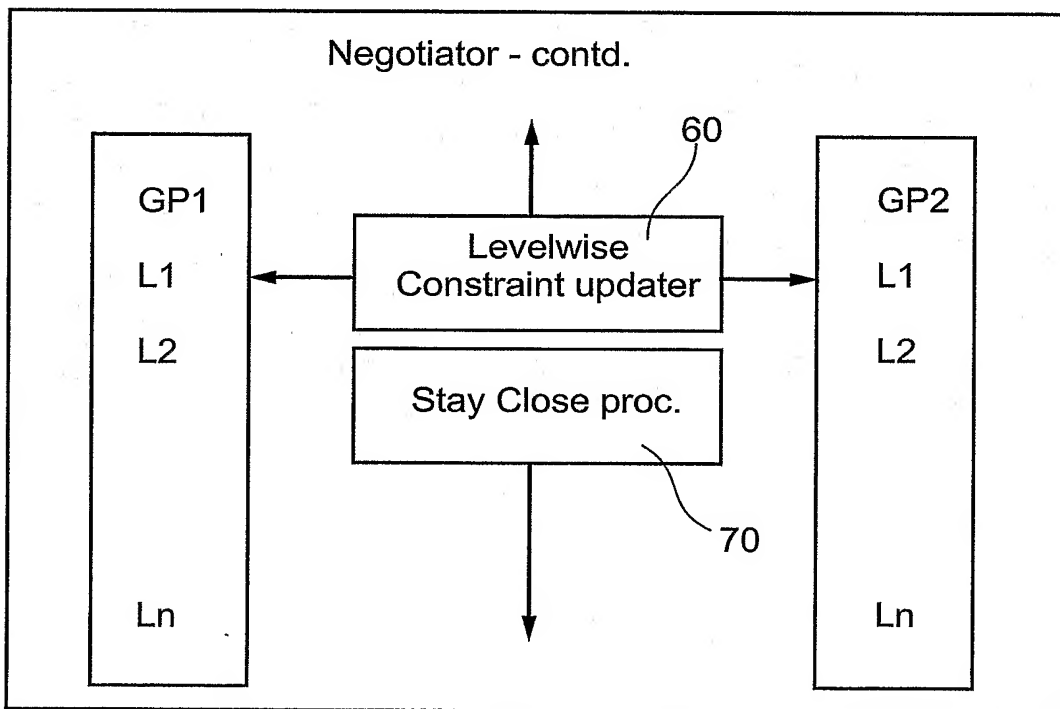 Negotiator - contd.
60
GP1
L1
L2
Ln
Levelwise
Constraint updater
Stay Close proc.
70
GP2
L1
L2
Ln